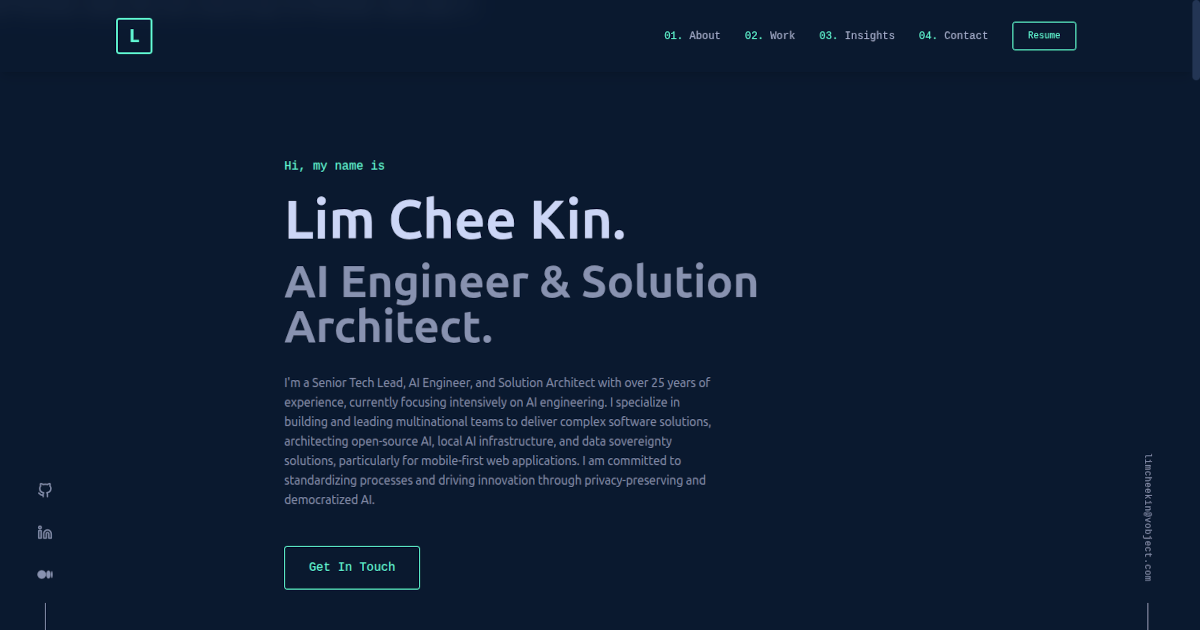 L
01. About
02. Work
03. Insights
04. Contact
Resume
Hi, my name is
Lim Chee Kin.
AI Engineer & Solution
Architect.
I'm a Senior Tech Lead, AI Engineer, and Solution Architect with over 25 years of
experience, currently focusing intensively on AI engineering. I specialize in
building and leading multinational teams to deliver complex software solutions,
architecting open-source AI, local AI infrastructure, and data sovereignty
solutions, particularly for mobile-first web applications. I am committed to
standardizing processes and driving innovation through privacy-preserving and
democratized AI.
Get In Touch
limcheekin@vobject.com